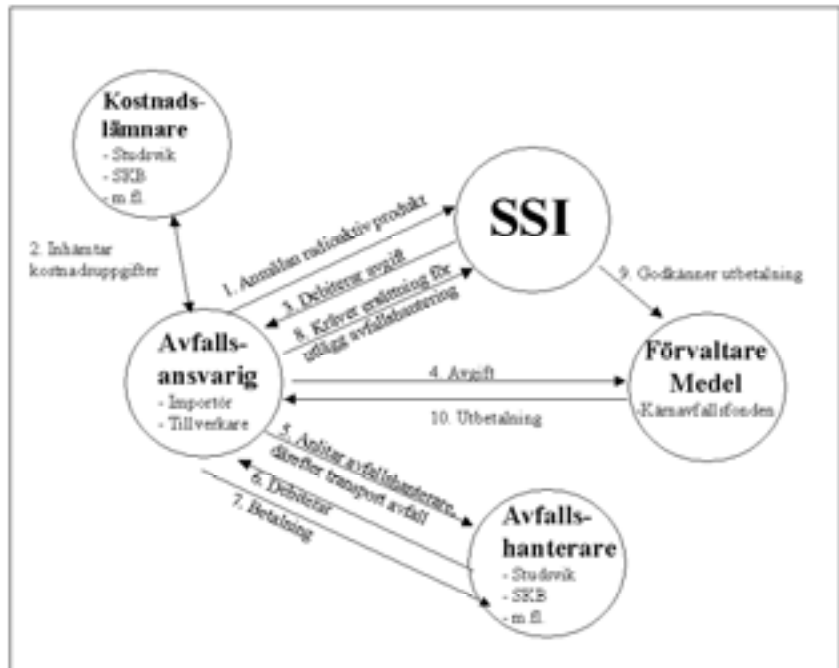 Kostnads-
lämnare
- Studsvik
- SKB
- m.fl.
SSI
2. Inhämtar
kostnadsuppgifter
1. Anmälan radioaktiv produkt
3. Debiterar avgift
8. Kräver ersättning för
utlägg avfallshantering
9. Godkänner utbetalning
Avfalls-
ansvarig
- Importör
- Tillverkare
4. Avgift
10. Utbetalning
Förvaltare
Medel
-Kärnavfallsfonden
5. Anlitar avfallshanterare,
därefter transport avfall
6. Debiterar
7. Betalning
Avfalls-
hanterare
- Studsvik
- SKB
- m.fl.